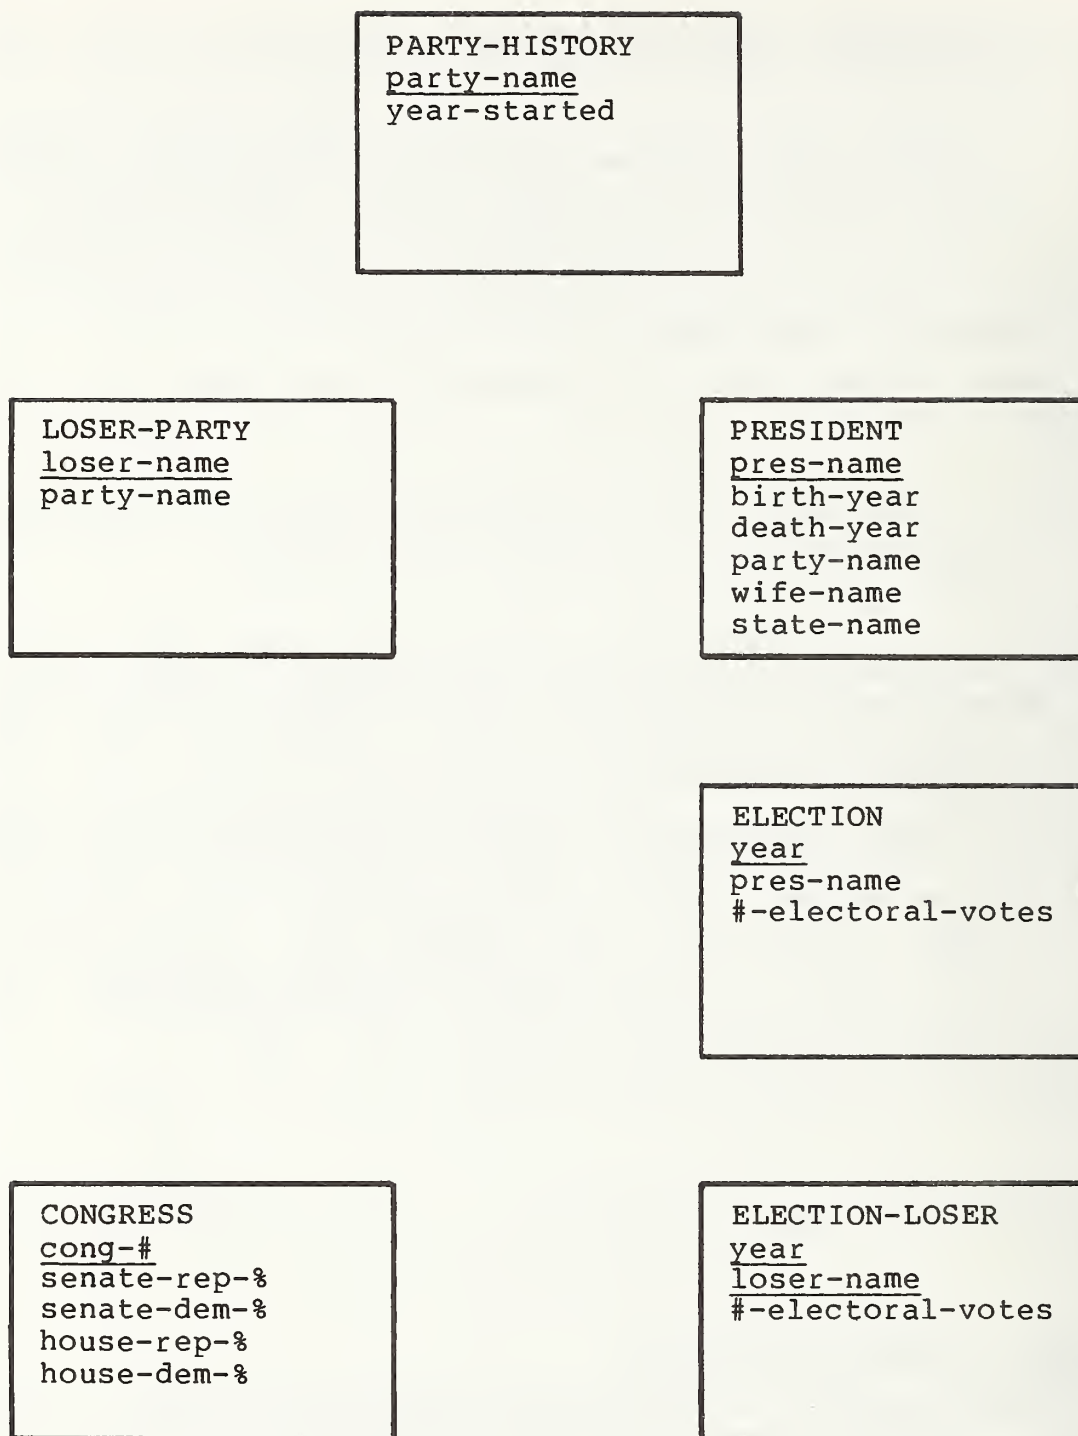 PARTY-HISTORY
party-name
year-started
LOSER-PARTY
loser-name
party-name
PRESIDENT
pres-name
birth-year
death-year
party-name
wife-name
state-name
ELECTION
year
pres-name
#-electoral-votes
CONGRESS
cong-#
senate-rep-%
senate-dem-%
house-rep-%
house-dem-%
ELECTION-LOSER
year
loser-name
#-electoral-votes